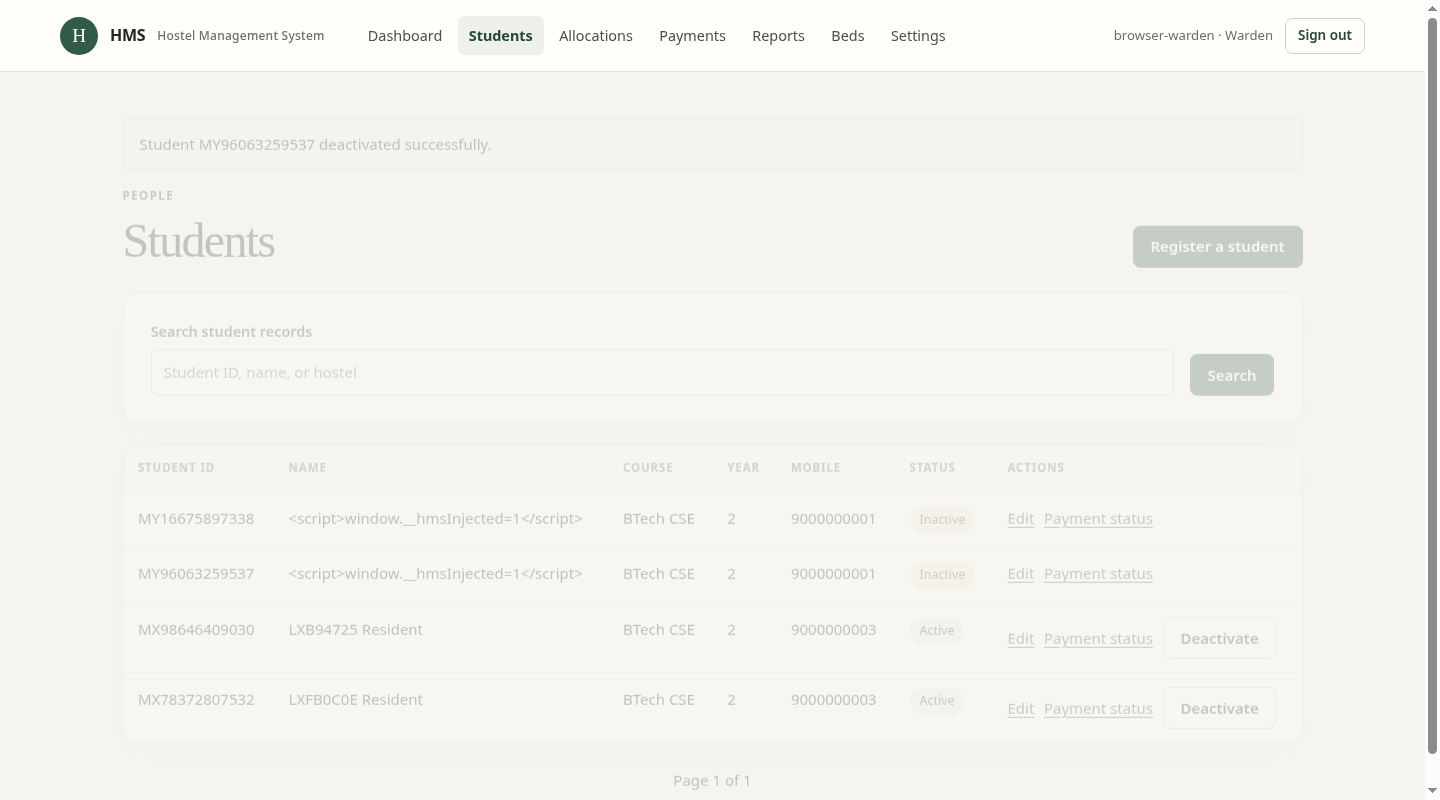 H HMS Hostel Management System Dashboard Students Allocations Payments Reports Beds Settings browser-warden · Warden Sign out
Student MY96063259537 deactivated successfully.
PEOPLE
Students Register a student
Search student records
Student ID, name, or hostel Search
STUDENT ID NAME COURSE YEAR MOBILE STATUS ACTIONS
MY16675897338 <script>window.__hmsInjected=1</script> BTech CSE 2 9000000001 Inactive Edit Payment status
MY96063259537 <script>window.__hmsInjected=1</script> BTech CSE 2 9000000001 Inactive Edit Payment status
MX98646409030 LXB94725 Resident BTech CSE 2 9000000003 Active Edit Payment status Deactivate
MX78372807532 LXFB0C0E Resident BTech CSE 2 9000000003 Active Edit Payment status Deactivate
Page 1 of 1